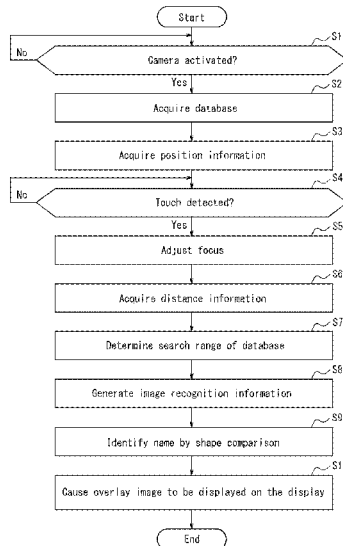 Start
S1
No
Camera activated?
Yes
S2
Acquire database
S3
Acquire position information
S4
No
Touch detected?
Yes
S5
Adjust focus
S6
Acquire distance information
S7
Determine search range of database
S8
Generate image recognition information
S9
Identify name by shape comparison
S1
Cause overlay image to be displayed on the display
End